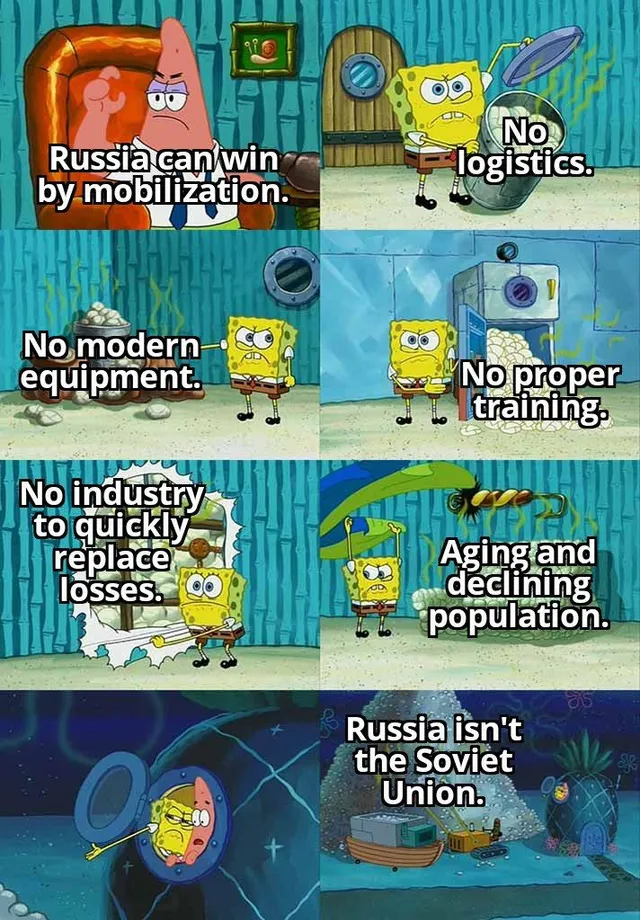 Russia can win
by mobilization.
No
logistics.
No modern
equipment.
No proper
training.
No industry
to quickly
replace
losses.
Aging and
declining
population.
Russia isn't
the Soviet
Union.